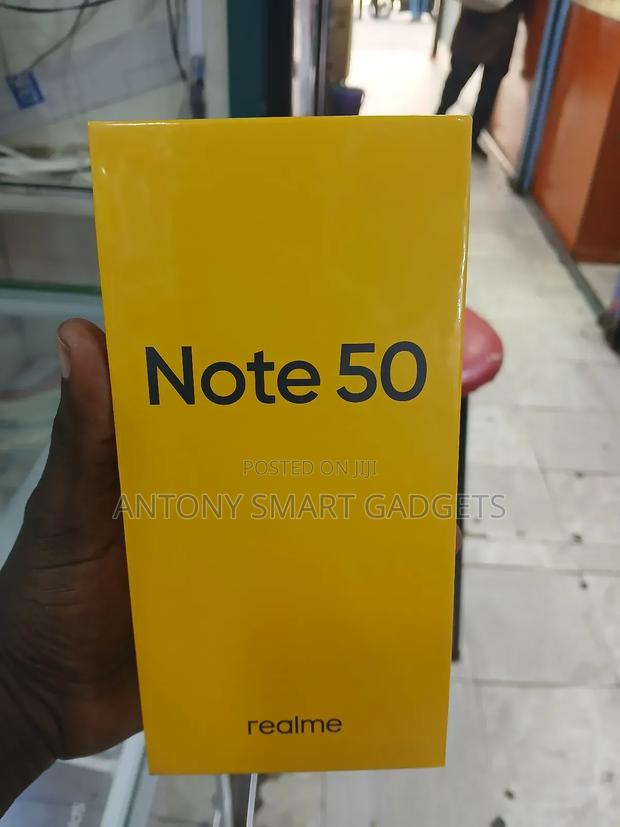 Note 50
POSTED ON JIJI
ANTONY SMART GADGETS
realme